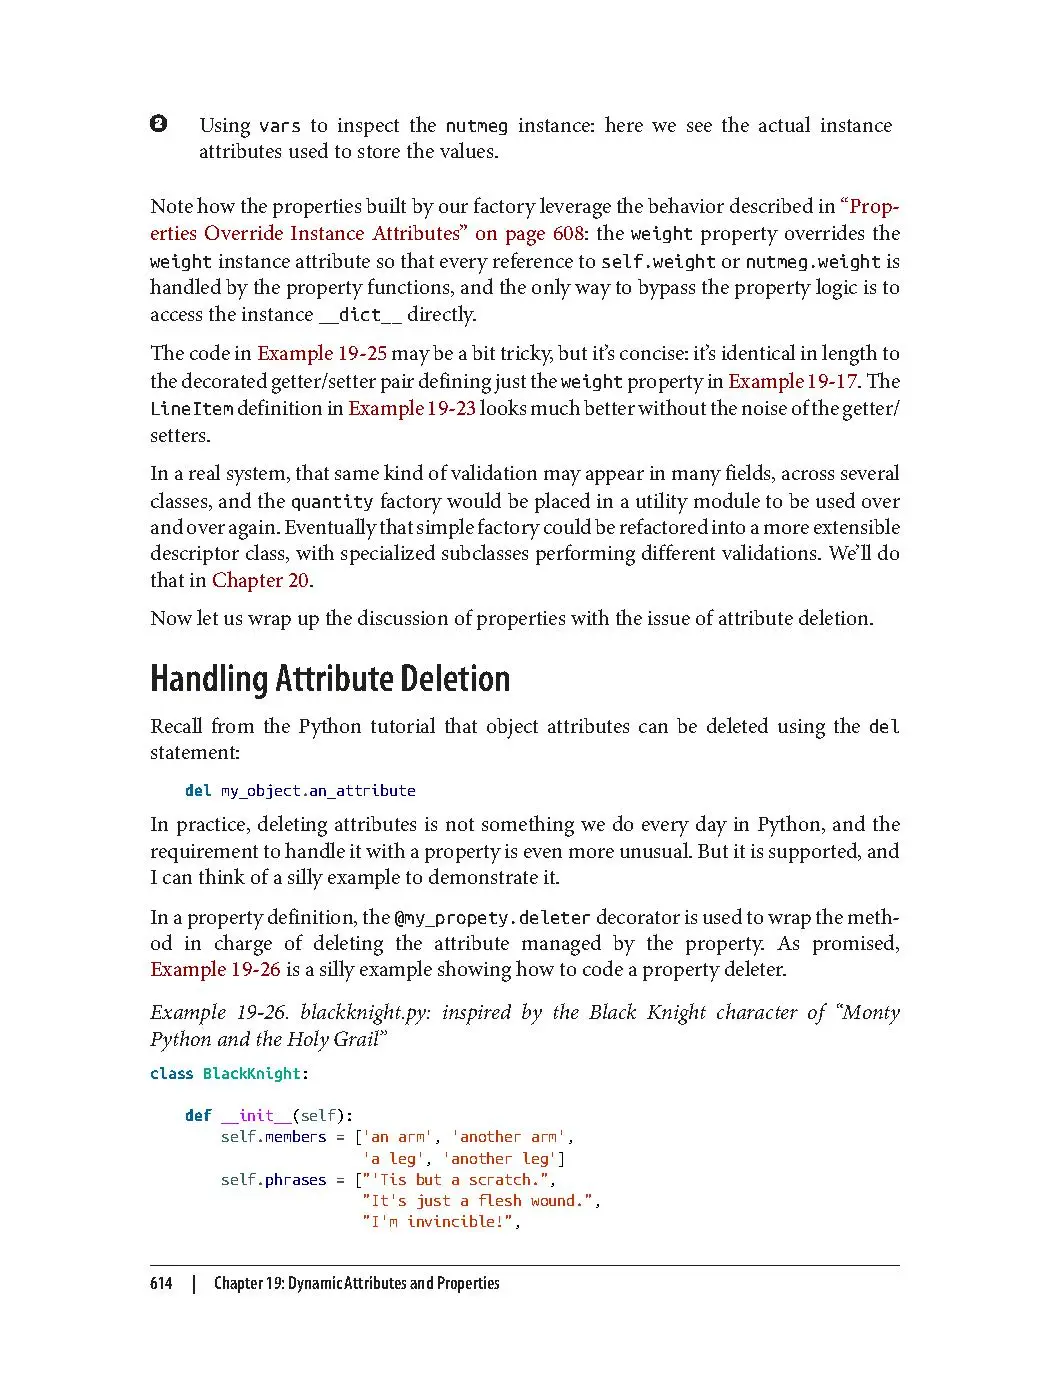 ❷ Using vars to inspect the nutmeg instance: here we see the actual instance
attributes used to store the values.
Note how the properties built by our factory leverage the behavior described in “Prop-
erties Override Instance Attributes” on page 608: the weight property overrides the
weight instance attribute so that every reference to self.weight or nutmeg.weight is
handled by the property functions, and the only way to bypass the property logic is to
access the instance __dict__ directly.
The code in Example 19-25 may be a bit tricky, but it’s concise: it’s identical in length to
the decorated getter/setter pair defining just the weight property in Example 19-17. The
LineItem definition in Example 19-23 looks much better without the noise of the getter/
setters.
In a real system, that same kind of validation may appear in many fields, across several
classes, and the quantity factory would be placed in a utility module to be used over
and over again. Eventually that simple factory could be refactored into a more extensible
descriptor class, with specialized subclasses performing different validations. We’ll do
that in Chapter 20.
Now let us wrap up the discussion of properties with the issue of attribute deletion.
Handling Attribute Deletion
Recall from the Python tutorial that object attributes can be deleted using the del
statement:
del my_object.an_attribute
In practice, deleting attributes is not something we do every day in Python, and the
requirement to handle it with a property is even more unusual. But it is supported, and
I can think of a silly example to demonstrate it.
In a property definition, the @my_propety.deleter decorator is used to wrap the meth-
od in charge of deleting the attribute managed by the property. As promised,
Example 19-26 is a silly example showing how to code a property deleter.
Example 19-26. blackknight.py: inspired by the Black Knight character of “Monty
Python and the Holy Grail”
class BlackKnight:
    def __init__(self):
        self.members = ['an arm', 'another arm',
                        'a leg', 'another leg']
        self.phrases = ["'Tis but a scratch.",
                        "It's just a flesh wound.",
                        "I'm invincible!",
614 | Chapter 19: Dynamic Attributes and Properties